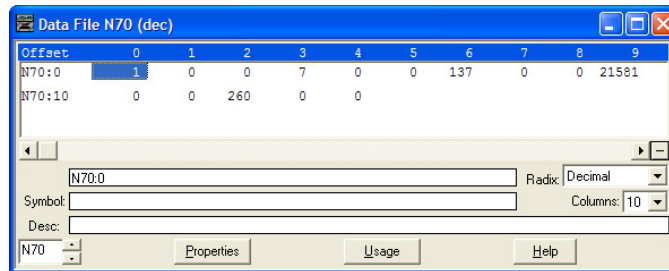 Data File N70 (dec)
Offset 0 1 2 3 4 5 6 7 8 9
N70:0 1 0 0 7 0 0 137 0 0 21581
N70:10 0 0 260 0 0
N70:0 Radix: Decimal
Symbol: Columns: 10
Desc:
N70 Properties Usage Help